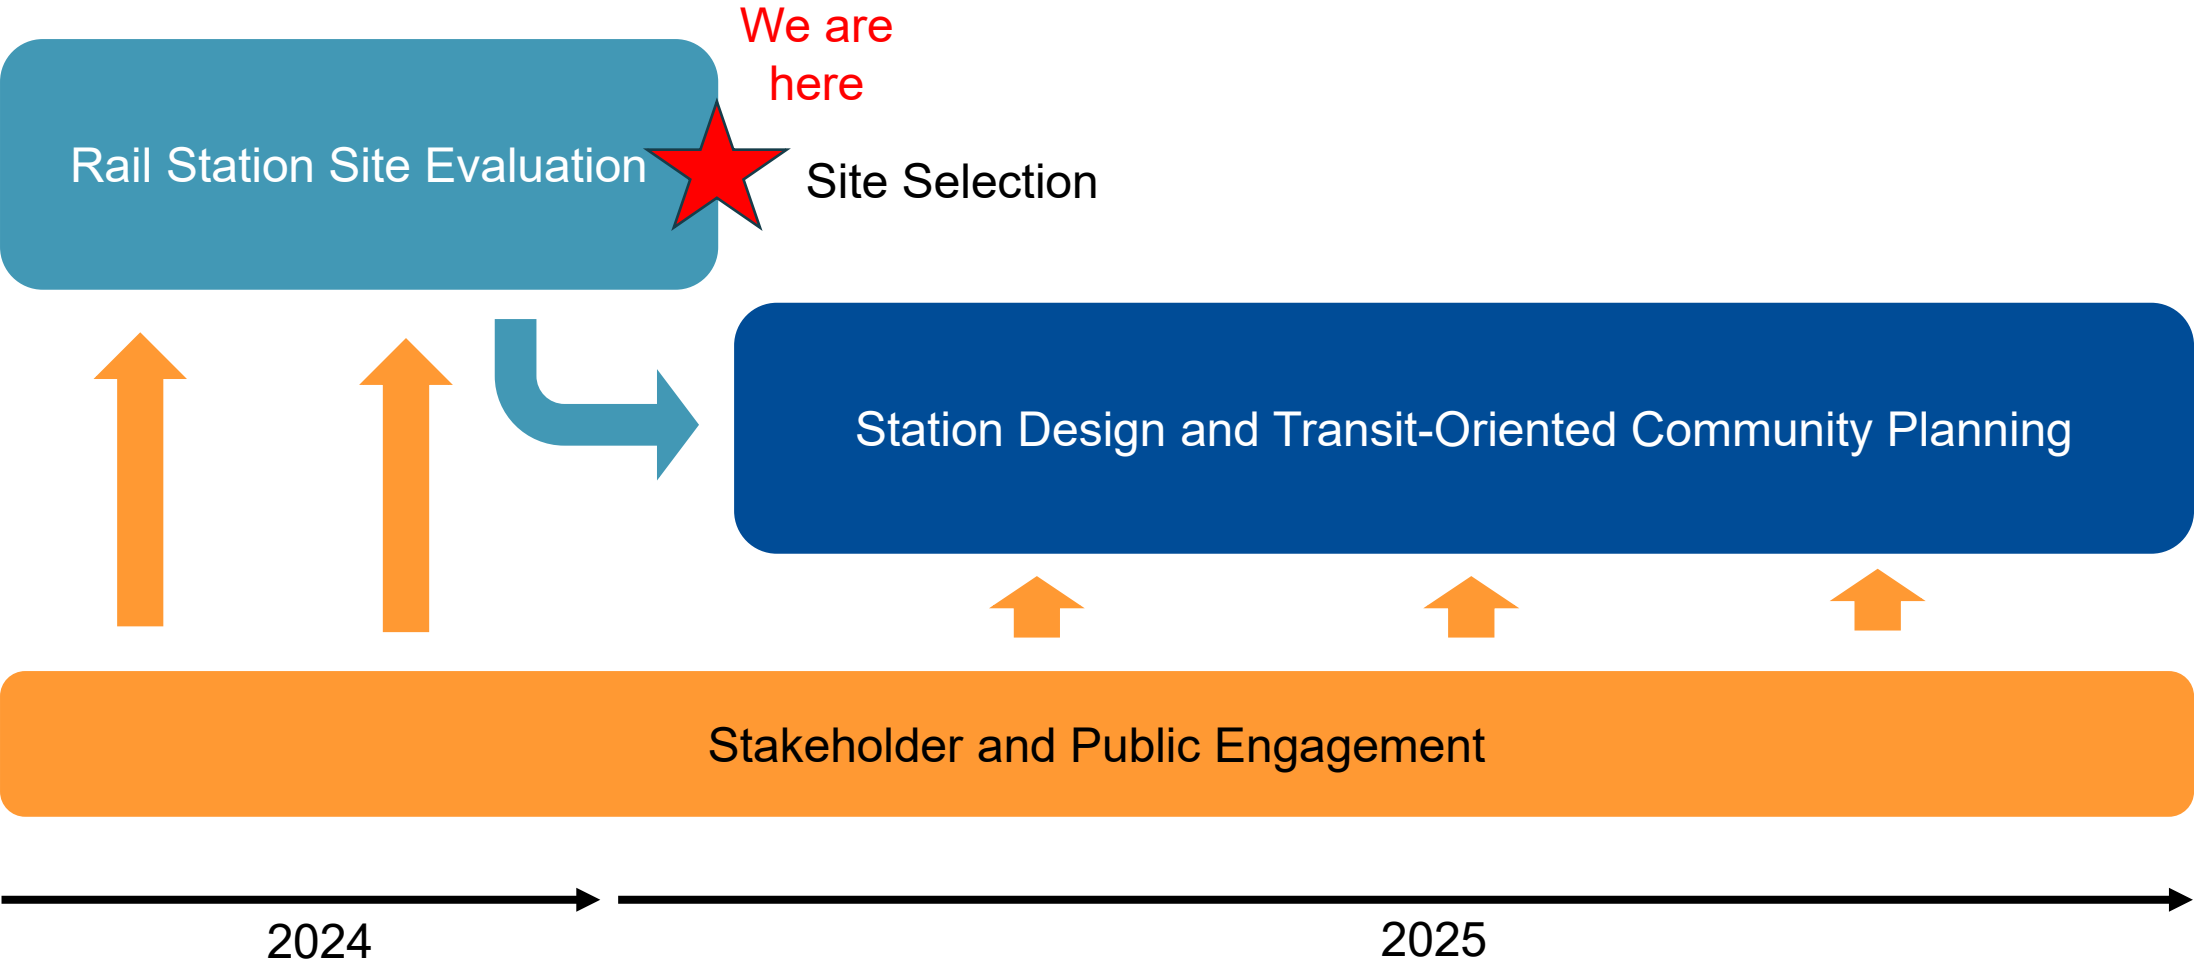 We are
here
Rail Station Site Evaluation
Site Selection
Station Design and Transit-Oriented Community Planning
Stakeholder and Public Engagement
2024
2025